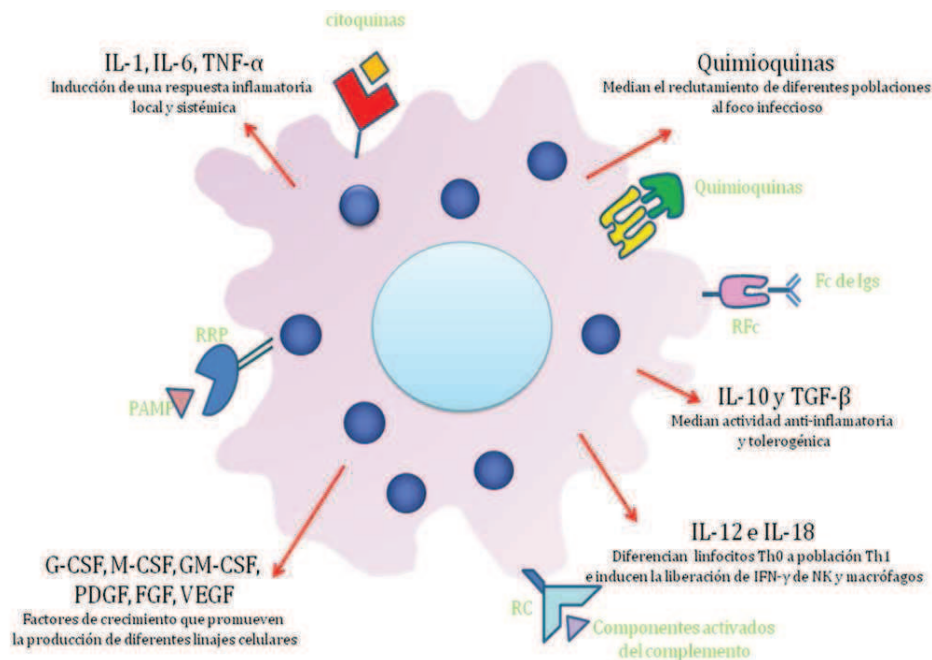 citoquinas
IL-1, IL-6, TNF-α
Inducción de una respuesta inflamatoria
local y sistémica
Quimioquinas
Median el reclutamiento de diferentes poblaciones
al foco infeccioso
Quimioquinas
Fc de Igs
RFc
RRP
PAMP
IL-10 y TGF-β
Median actividad anti-inflamatoria
y tolerogénica
IL-12 e IL-18
Diferencian linfocitos Th0 a población Th1
e inducen la liberación de IFN-γ de NK y macrófagos
G-CSF, M-CSF, GM-CSF,
PDGF, FGF, VEGF
Factores de crecimiento que promueven
la producción de diferentes linajes celulares
RC
Componentes activados
del complemento